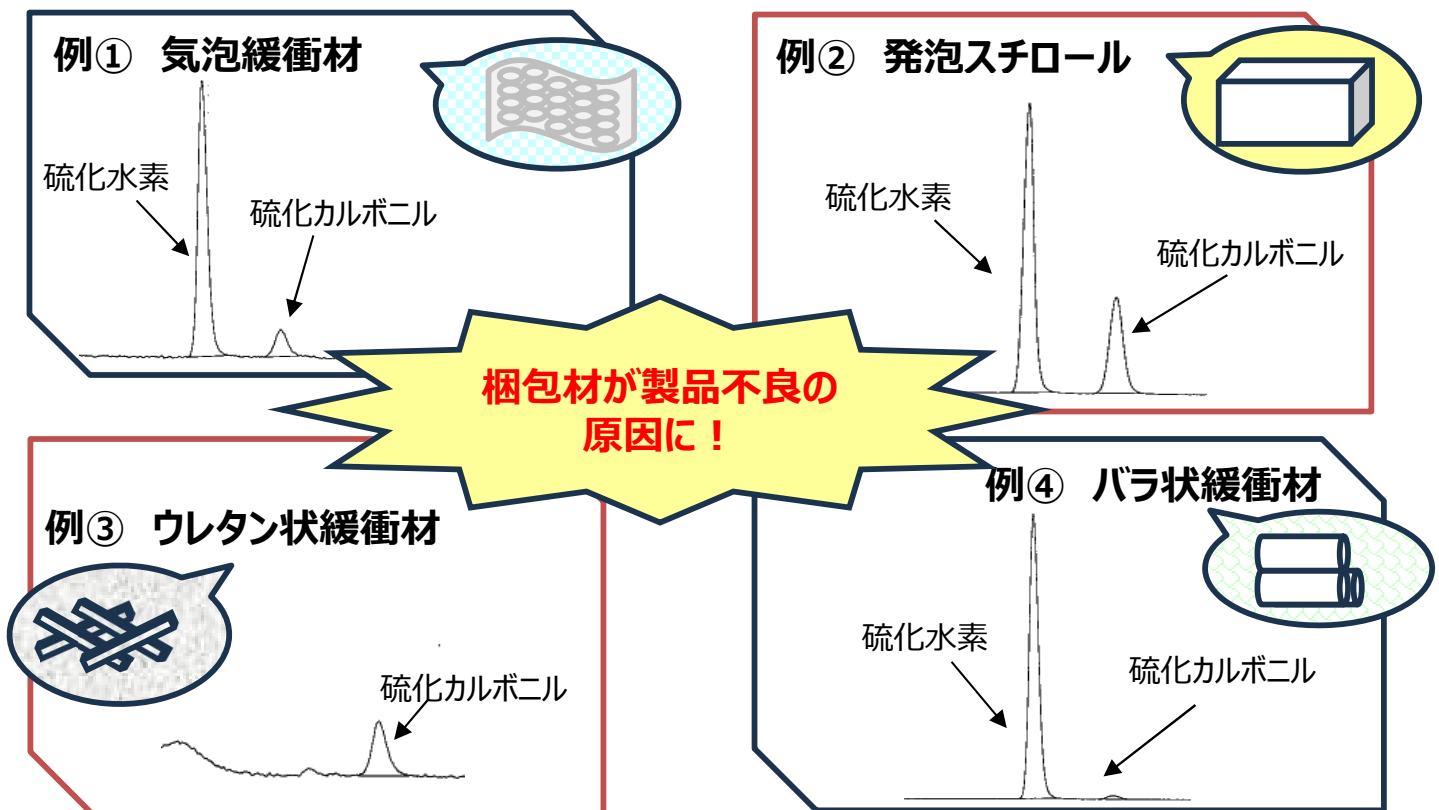 例① 気泡緩衝材
硫化水素
硫化カルボニル
例② 発泡スチロール
硫化水素
硫化カルボニル
梱包材が製品不良の
原因に！
例③ ウレタン状緩衝材
硫化カルボニル
例④ バラ状緩衝材
硫化水素
硫化カルボニル